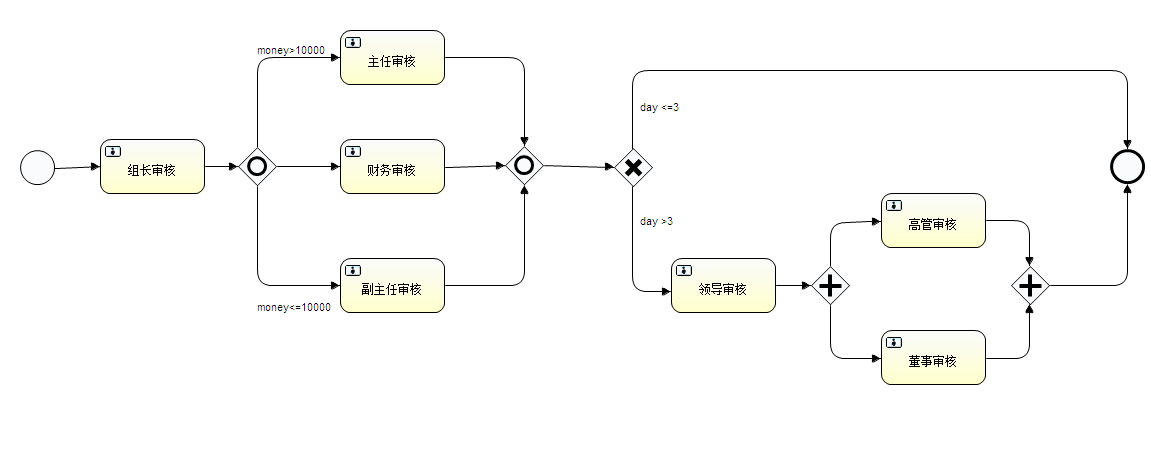 money>10000
主任审核
day <=3
组长审核
财务审核
day >3
高管审核
领导审核
副主任审核
money<=10000
董事审核